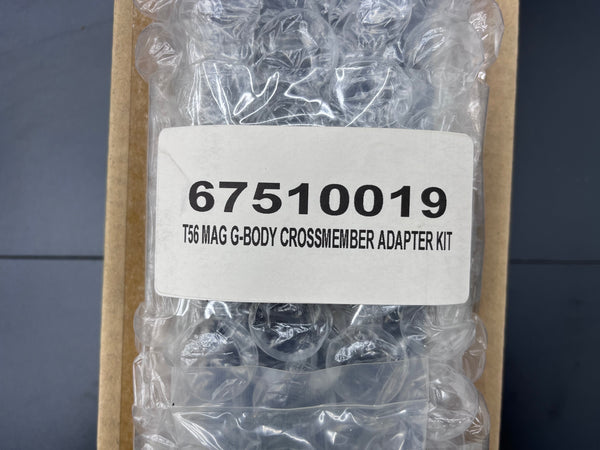 67510019
T56 MAG G-BODY CROSSMEMBER ADAPTER KIT